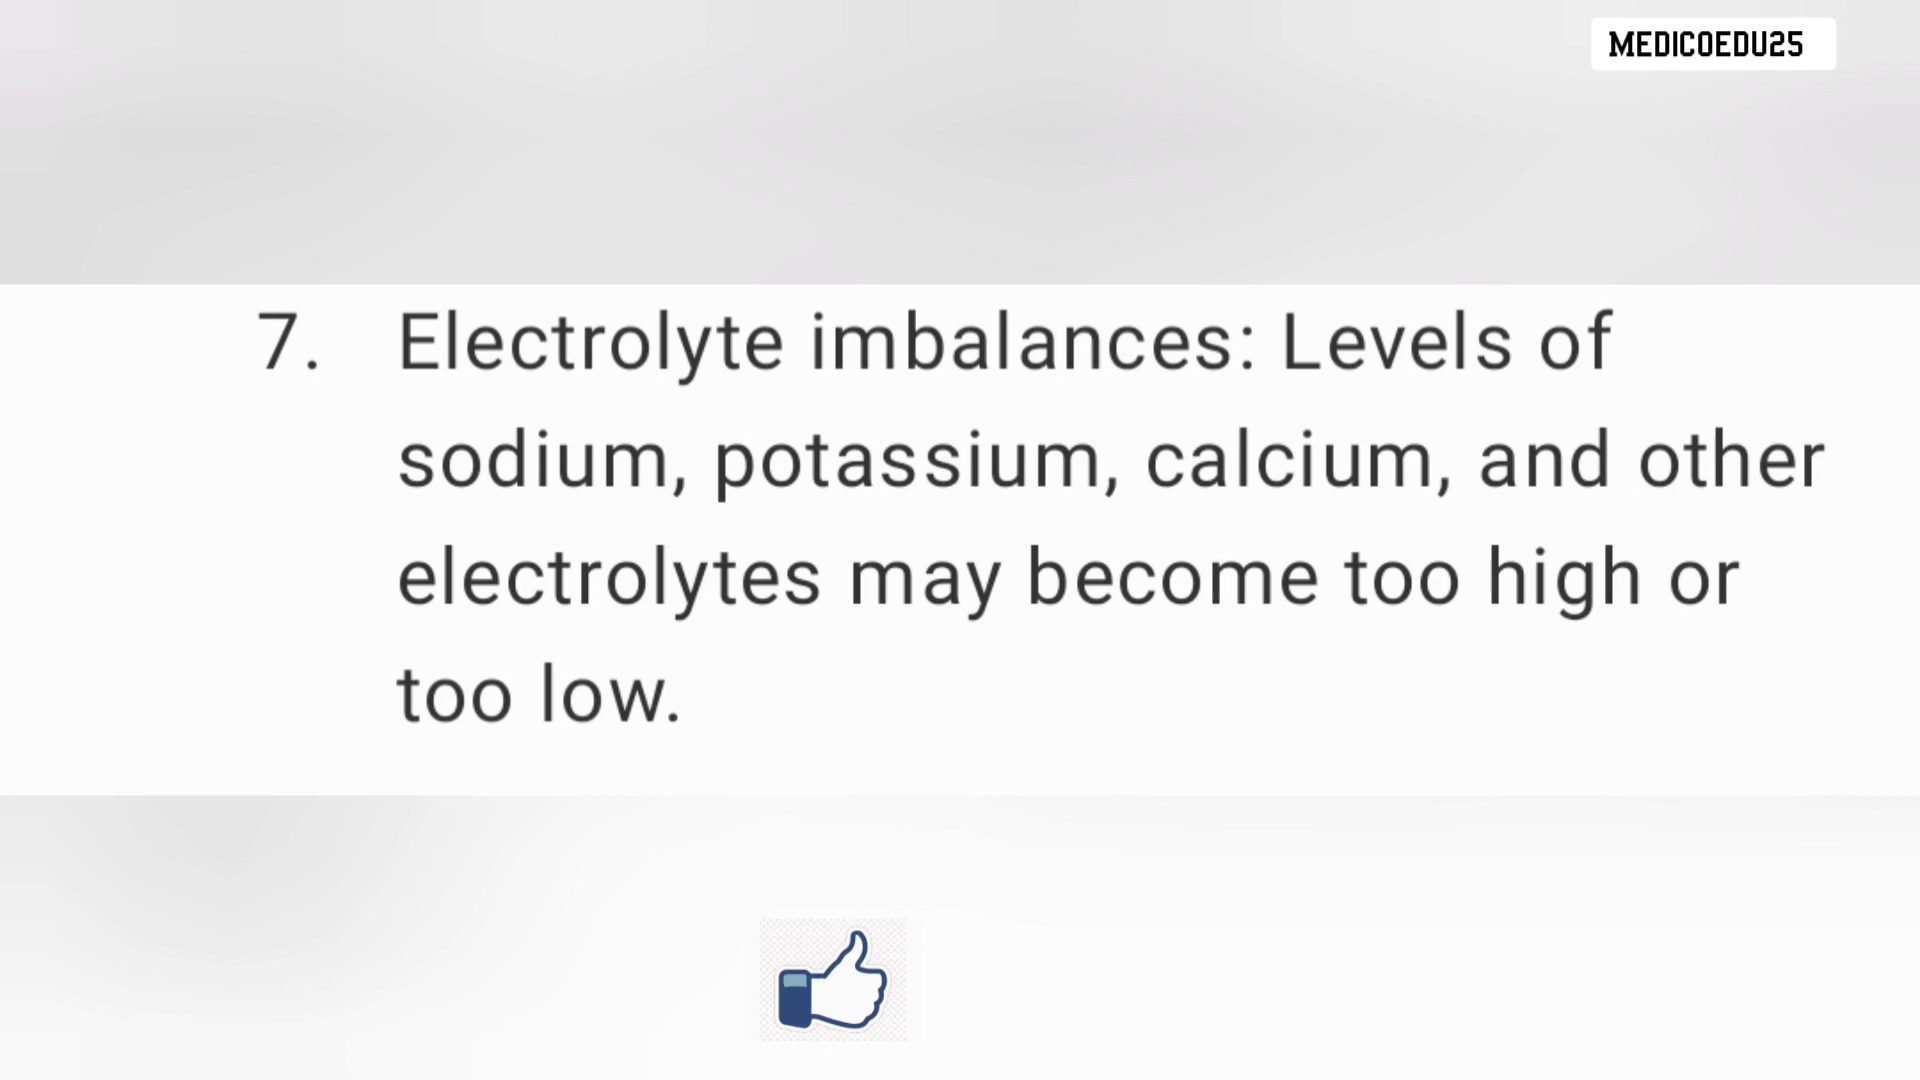 MEDICOEDU25
7. Electrolyte imbalances: Levels of
sodium, potassium, calcium, and other
electrolytes may become too high or
too low.